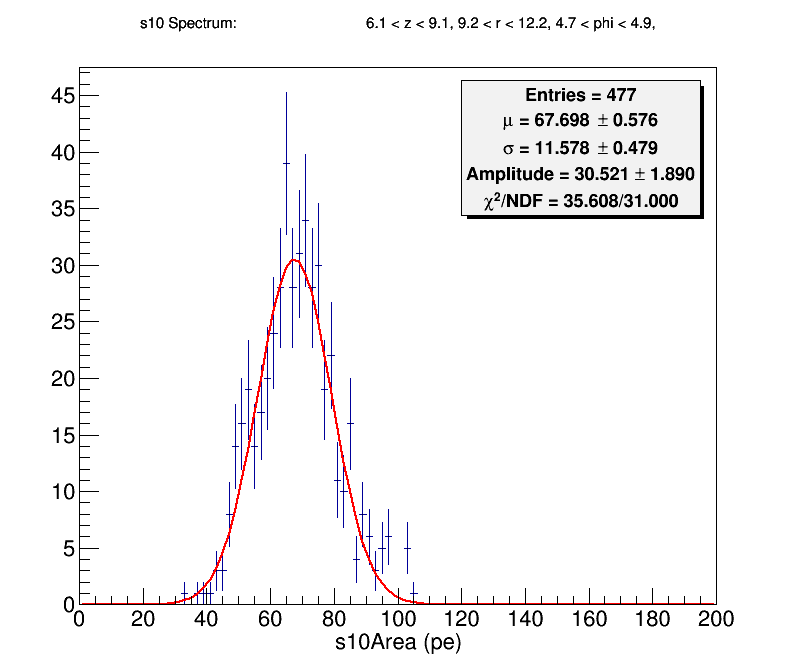 s10 Spectrum: 6.1 < z < 9.1, 9.2 < r < 12.2, 4.7 < phi < 4.9,
Entries = 477
μ = 67.698 ± 0.576
σ = 11.578 ± 0.479
Amplitude = 30.521 ± 1.890
χ²/NDF = 35.608/31.000
45
40
35
30
25
20
15
10
5
0
0 20 40 60 80 100 120 140 160 180 200
s10Area (pe)